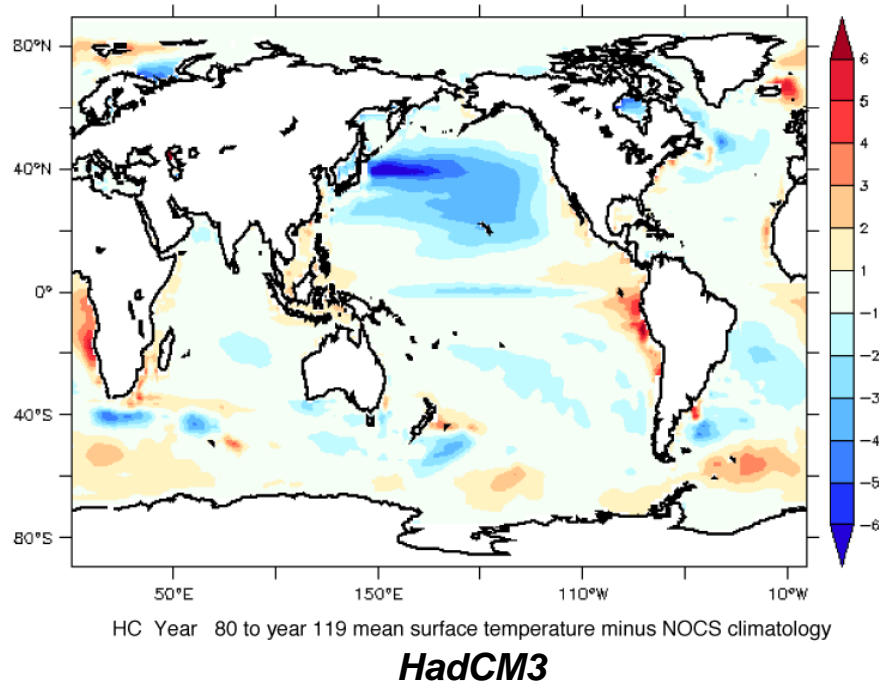 80°N
40°N
0°
40°S
80°S
50°E 150°E 110°W 10°W
6
5
4
3
2
1
−1
−2
−3
−4
−5
−6
HC Year 80 to year 119 mean surface temperature minus NOCS climatology
HadCM3